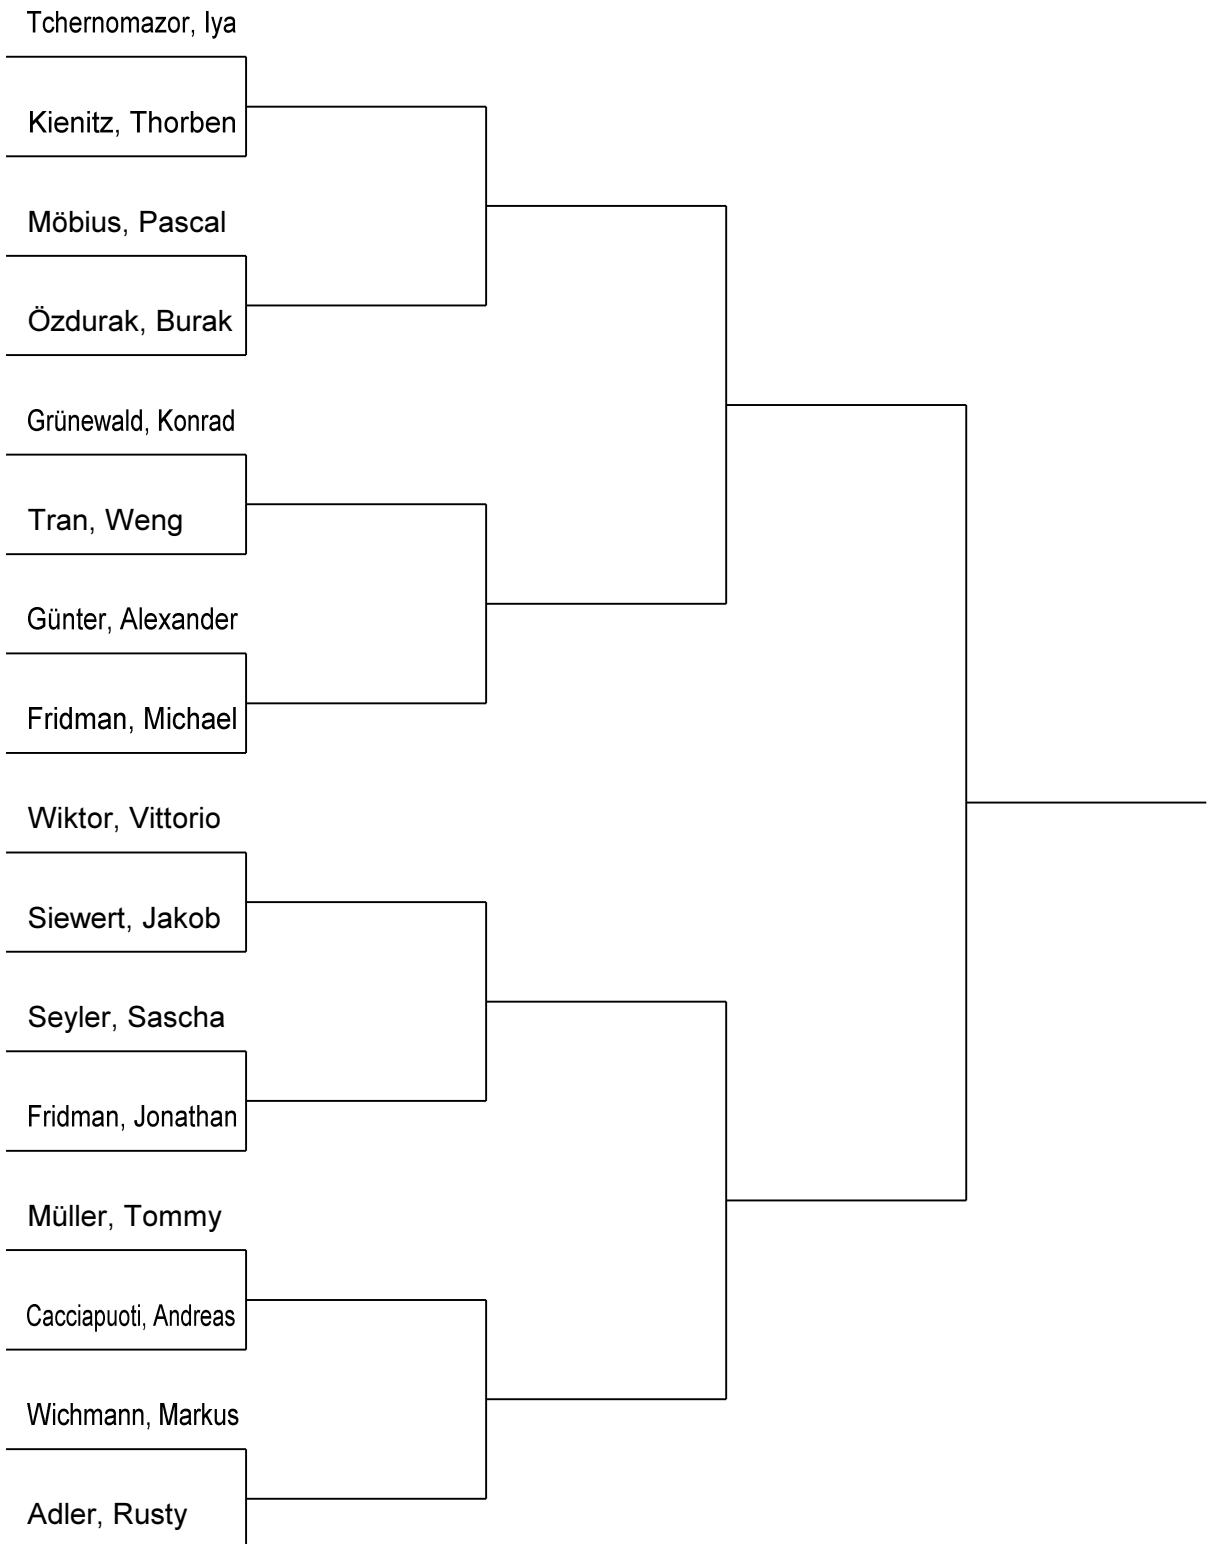 Tchernomazor, Iya
Kienitz, Thorben
Möbius, Pascal
Özdurak, Burak
Grünewald, Konrad
Tran, Weng
Günter, Alexander
Fridman, Michael
Wiktor, Vittorio
Siewert, Jakob
Seyler, Sascha
Fridman, Jonathan
Müller, Tommy
Cacciapuoti, Andreas
Wichmann, Markus
Adler, Rusty